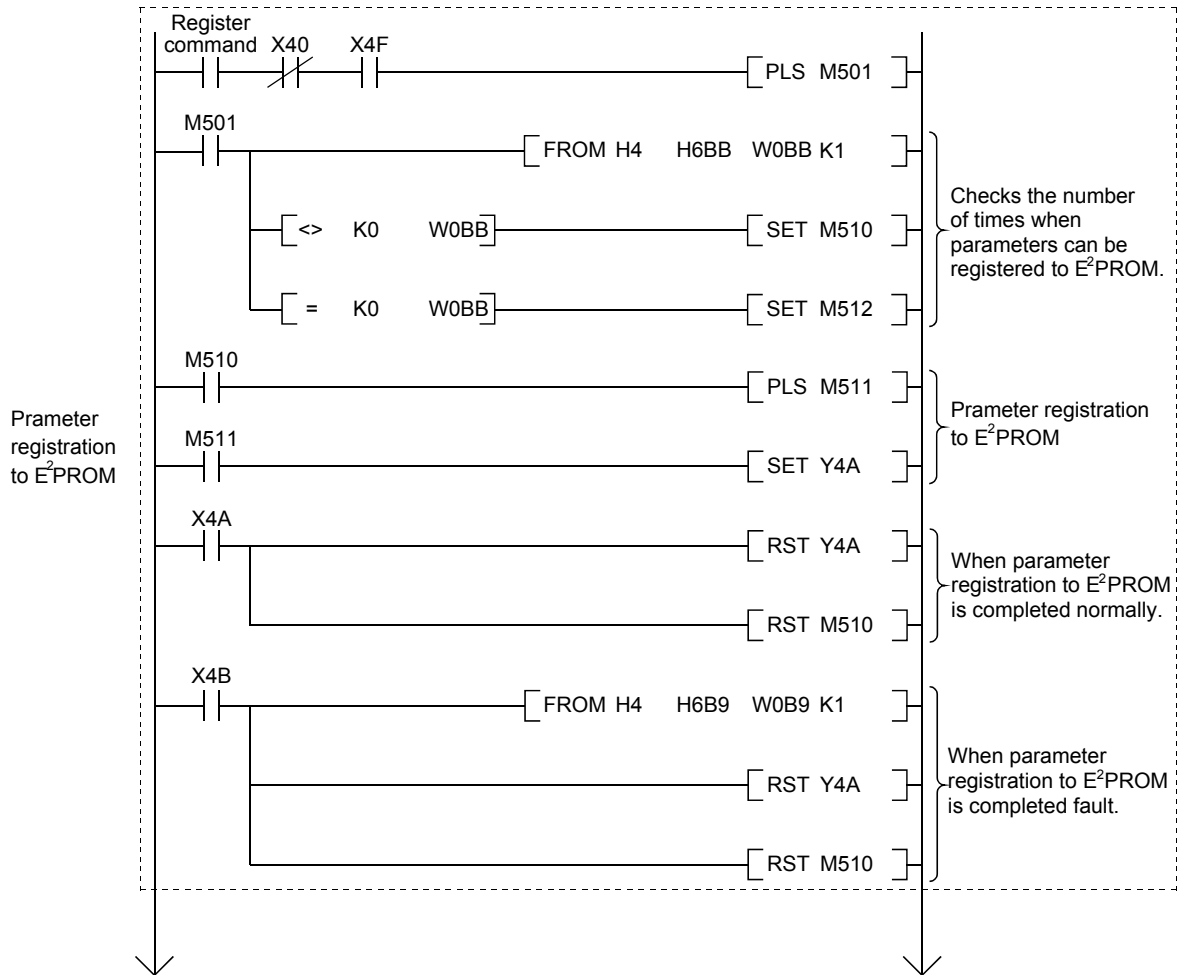 Register
command X40 X4F
PLS M501
M501
FROM H4 H6BB W0BB K1
<> K0 W0BB
SET M510
= K0 W0BB
SET M512
Checks the number
of times when
parameters can be
registered to E²PROM.
M510
PLS M511
M511
SET Y4A
Prameter registration
to E²PROM
Prameter
registration
to E²PROM
X4A
RST Y4A
RST M510
When parameter
registration to E²PROM
is completed normally.
X4B
FROM H4 H6B9 W0B9 K1
RST Y4A
RST M510
When parameter
registration to E²PROM
is completed fault.